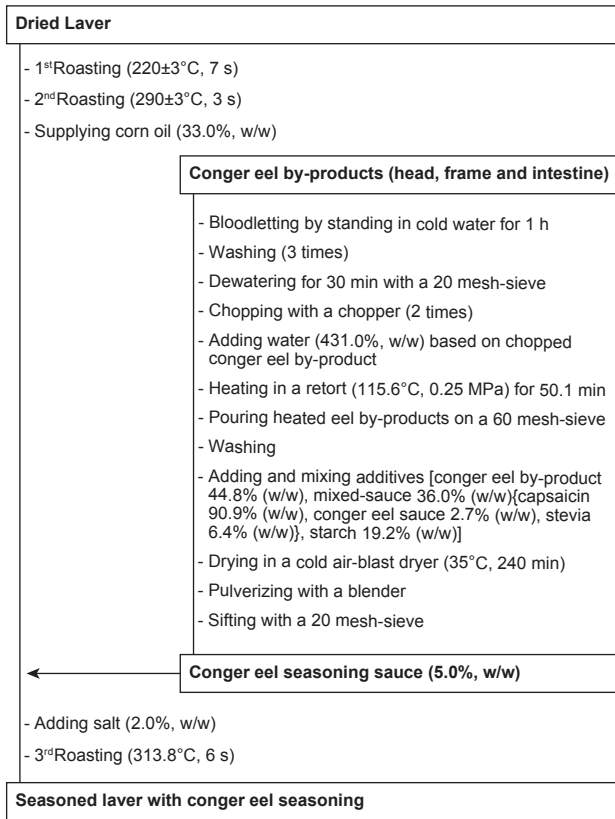 Dried Laver
- 1stRoasting (220±3°C, 7 s)
- 2ndRoasting (290±3°C, 3 s)
- Supplying corn oil (33.0%, w/w)
Conger eel by-products (head, frame and intestine)
- Bloodletting by standing in cold water for 1 h
- Washing (3 times)
- Dewatering for 30 min with a 20 mesh-sieve
- Chopping with a chopper (2 times)
- Adding water (431.0%, w/w) based on chopped
conger eel by-product
- Heating in a retort (115.6°C, 0.25 MPa) for 50.1 min
- Pouring heated eel by-products on a 60 mesh-sieve
- Washing
- Adding and mixing additives [conger eel by-product
44.8% (w/w), mixed-sauce 36.0% (w/w){capsaicin
90.9% (w/w), conger eel sauce 2.7% (w/w), stevia
6.4% (w/w)}, starch 19.2% (w/w)]
- Drying in a cold air-blast dryer (35°C, 240 min)
- Pulverizing with a blender
- Sifting with a 20 mesh-sieve
Conger eel seasoning sauce (5.0%, w/w)
- Adding salt (2.0%, w/w)
- 3rdRoasting (313.8°C, 6 s)
Seasoned laver with conger eel seasoning